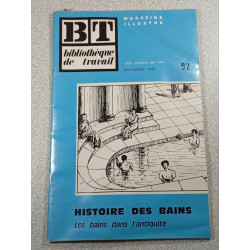 BT
MAGAZINE
ILLUSTRÉ
bibliothèque
de travail
92
HISTOIRE DES BAINS
Les bains dans l'antiquité